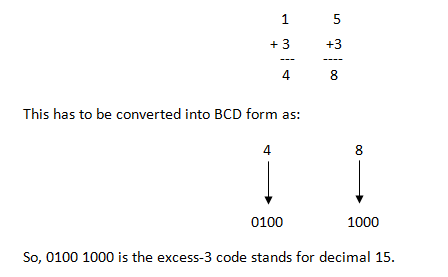 1 5
+ 3 +3
--- ----
4 8
This has to be converted into BCD form as:
4 8
0100 1000
So, 0100 1000 is the excess-3 code stands for decimal 15.